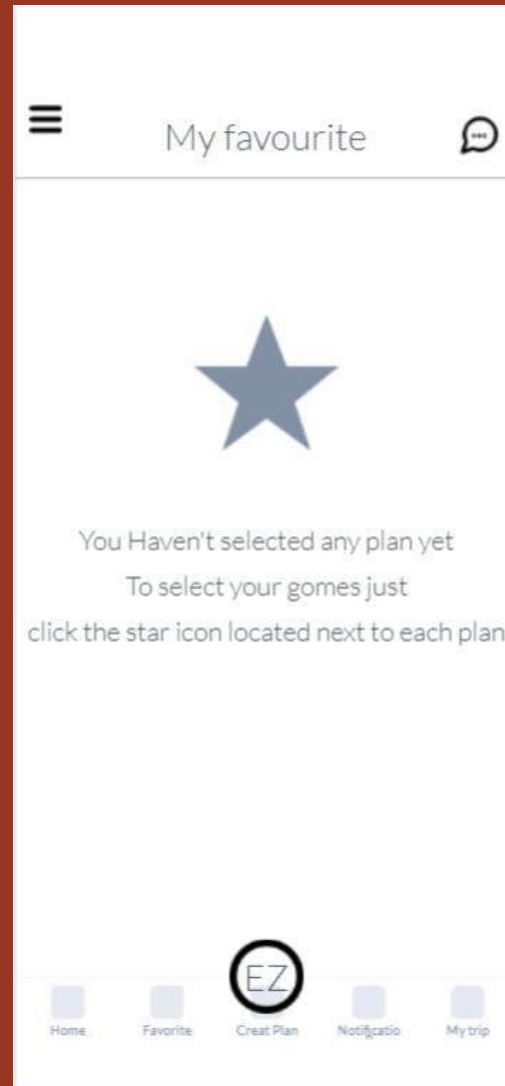 My favourite
You Haven't selected any plan yet
To select your gomes just
click the star icon located next to each plan
EZ
Home Favorite Creat Plan Notificatio My trip